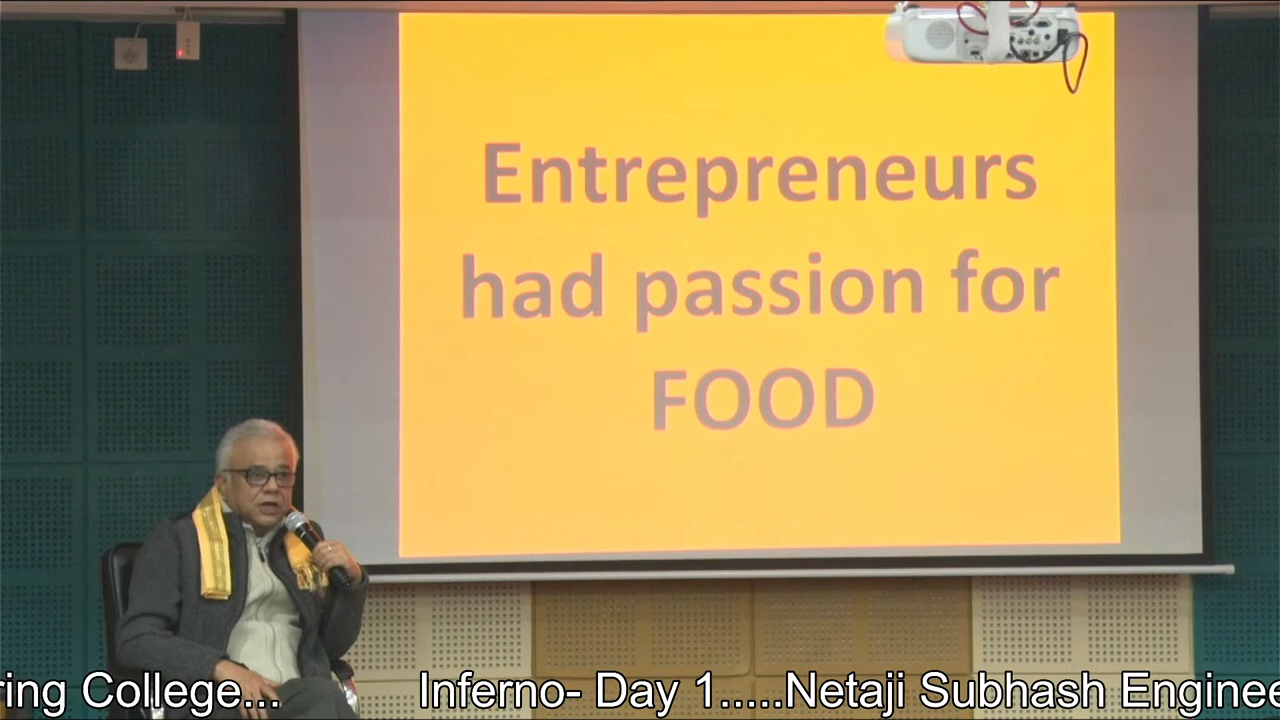 Entrepreneurs
had passion for
FOOD
ring College... Inferno- Day 1.....Netaji Subhash Enginee